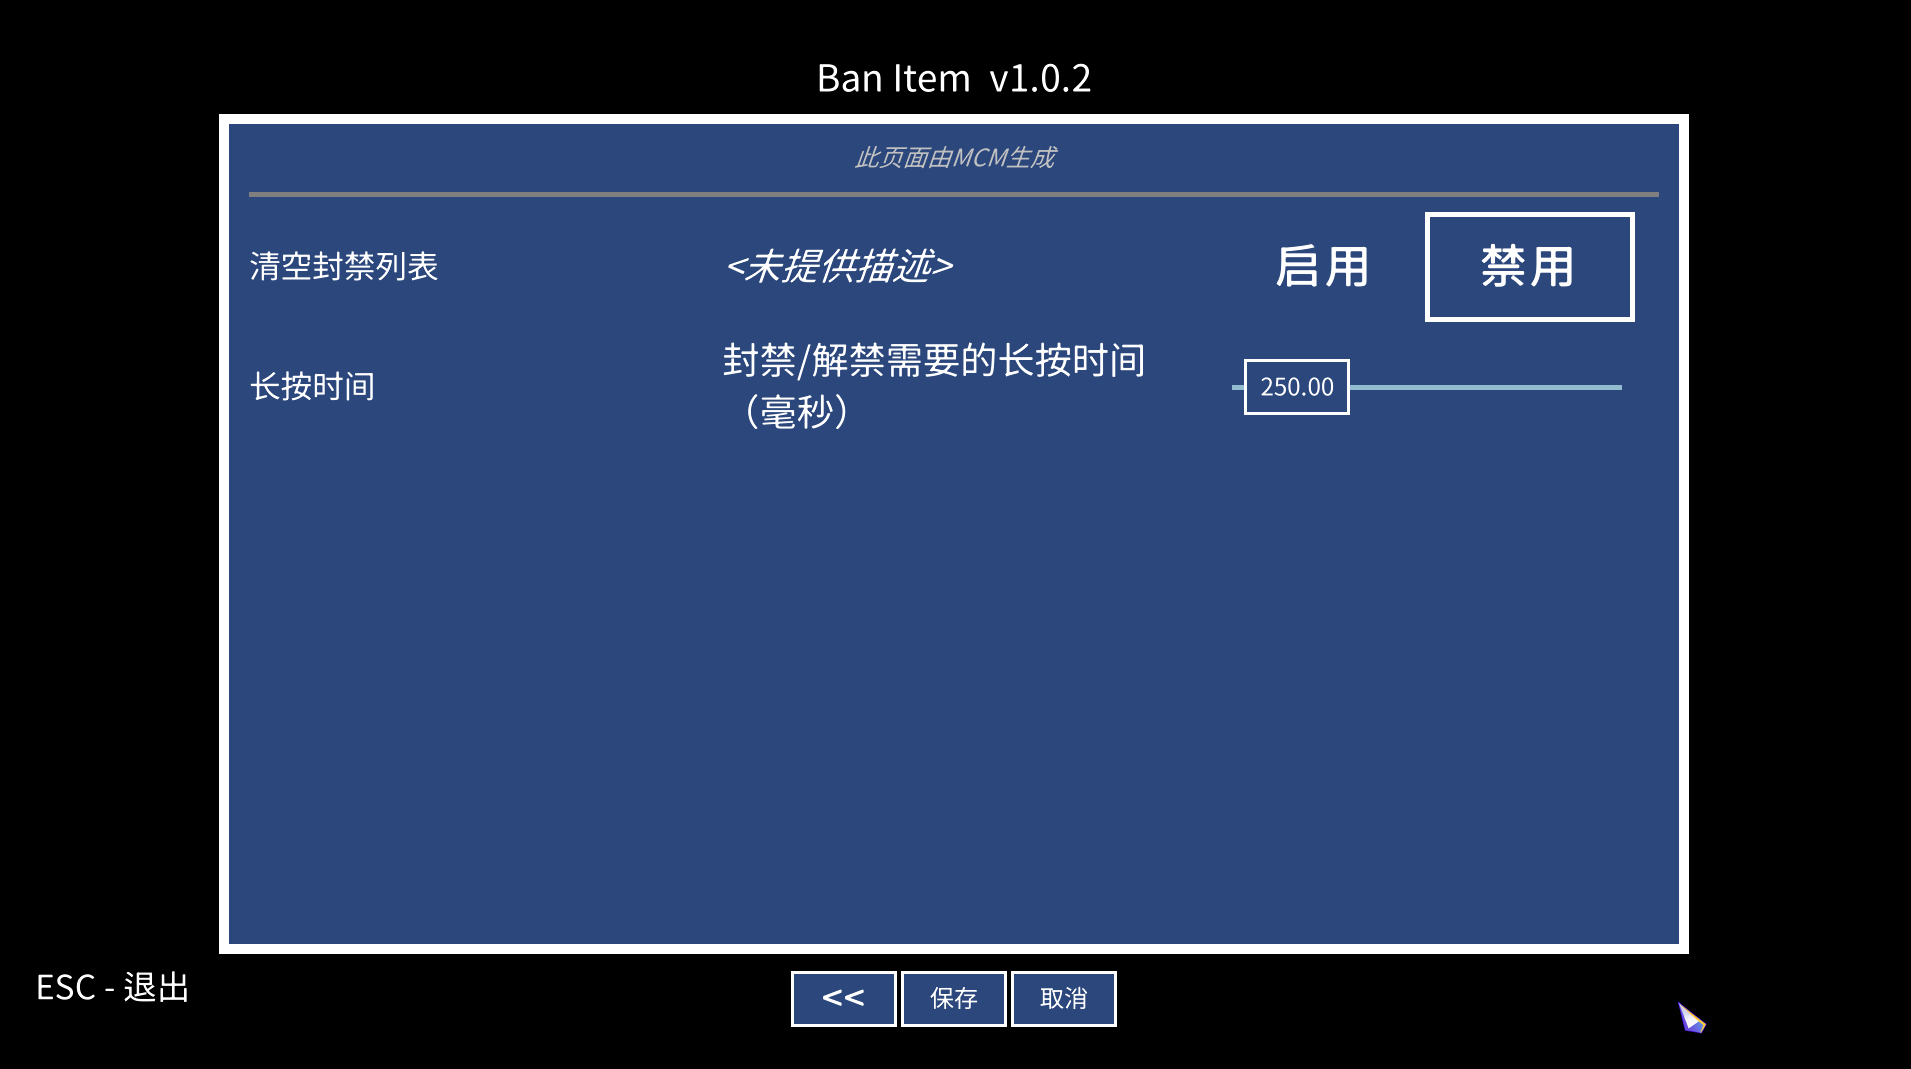 Ban Item  v1.0.2
此页面由MCM生成
清空封禁列表
<未提供描述>
启用
禁用
长按时间
封禁/解禁需要的长按时间
（毫秒）
250.00
ESC - 退出
<<
保存
取消